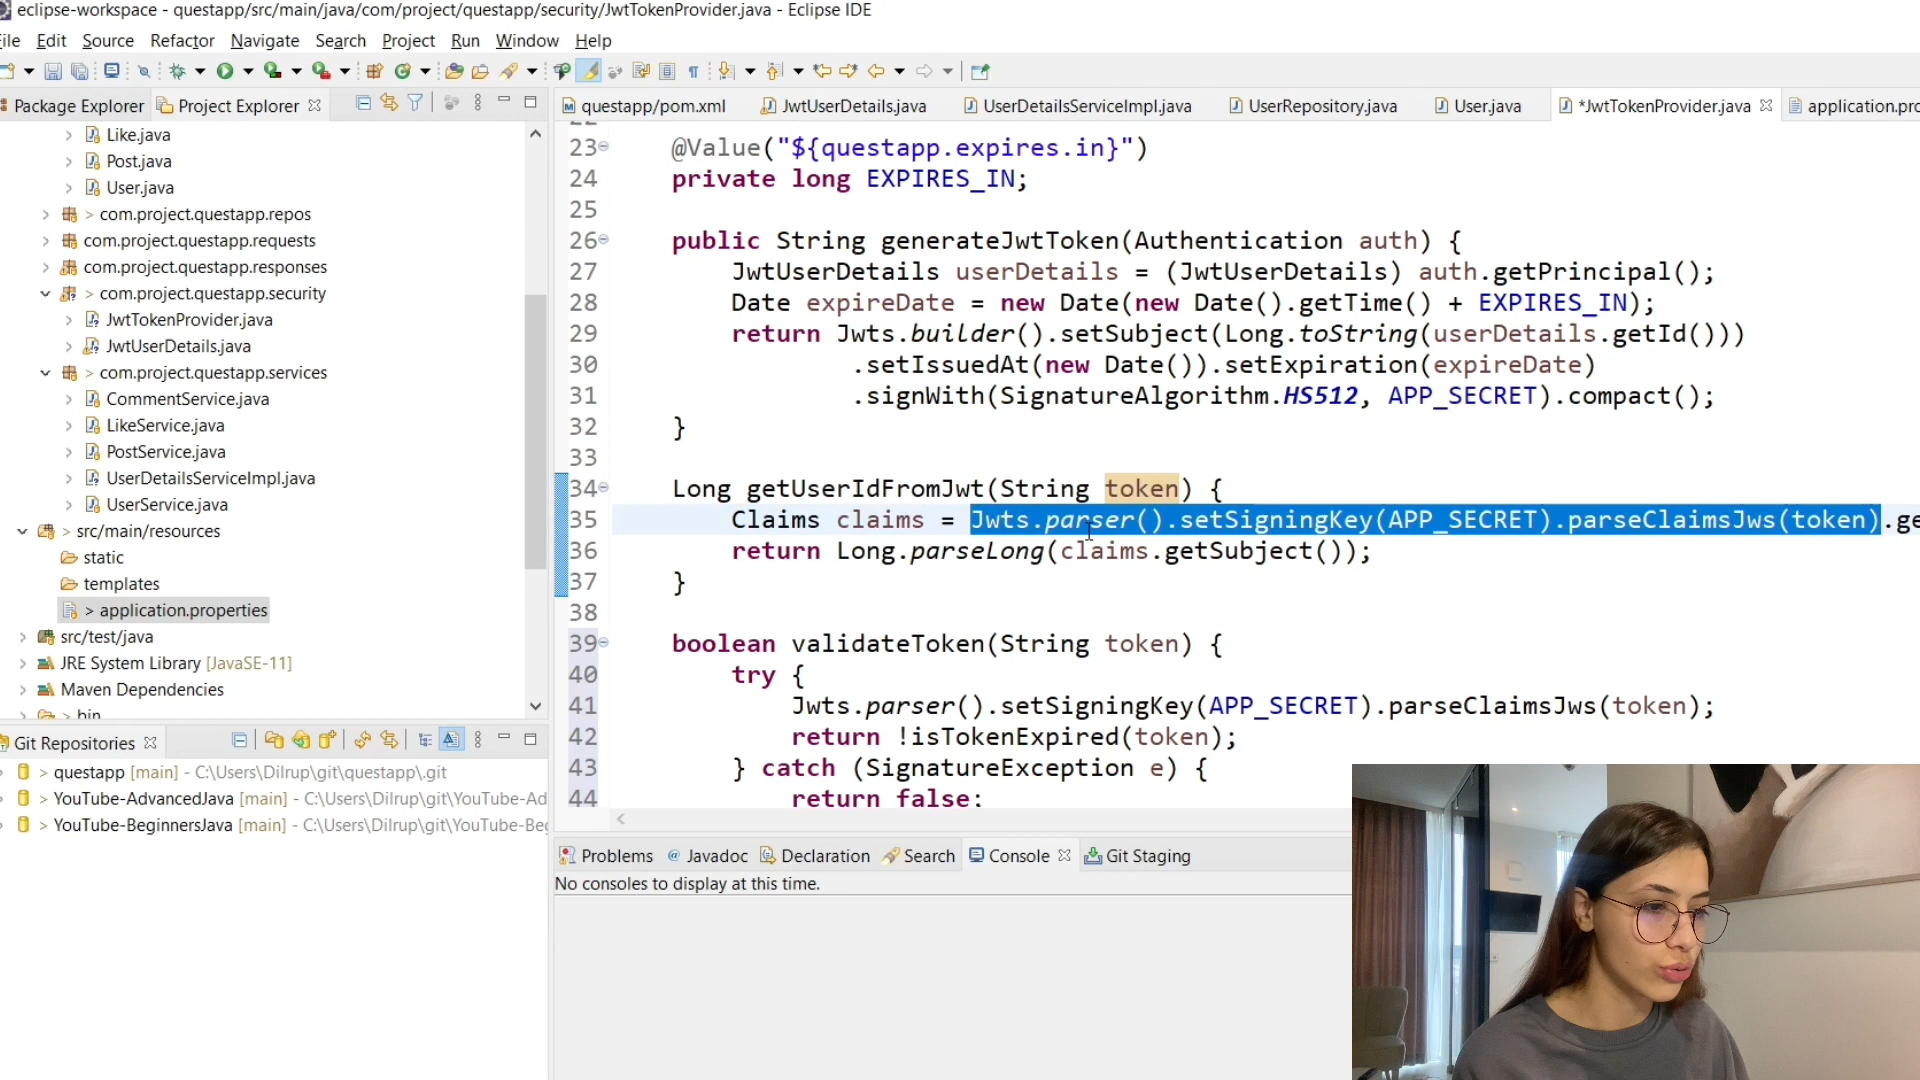 eclipse-workspace - questapp/src/main/java/com/project/questapp/security/JwtTokenProvider.java - Eclipse IDE
Edit Source Refactor Navigate Search Project Run Window Help
Package Explorer Project Explorer
questapp/pom.xml JwtUserDetails.java UserDetailsServiceImpl.java UserRepository.java User.java *JwtTokenProvider.java application.pro
> Like.java
> Post.java
> User.java
> > com.project.questapp.repos
> com.project.questapp.requests
> com.project.questapp.responses
> com.project.questapp.security
> JwtTokenProvider.java
> JwtUserDetails.java
> com.project.questapp.services
> CommentService.java
> LikeService.java
> PostService.java
> UserDetailsServiceImpl.java
> UserService.java
> src/main/resources
static
templates
> application.properties
> src/test/java
> JRE System Library [JavaSE-11]
> Maven Dependencies
> bin
23 @Value("${questapp.expires.in}")
24 private long EXPIRES_IN;
25
26 public String generateJwtToken(Authentication auth) {
27 JwtUserDetails userDetails = (JwtUserDetails) auth.getPrincipal();
28 Date expireDate = new Date(new Date().getTime() + EXPIRES_IN);
29 return Jwts.builder().setSubject(Long.toString(userDetails.getId()))
30 .setIssuedAt(new Date()).setExpiration(expireDate)
31 .signWith(SignatureAlgorithm.HS512, APP_SECRET).compact();
32 }
33
34 Long getUserIdFromJwt(String token) {
35 Claims claims = Jwts.parser().setSigningKey(APP_SECRET).parseClaimsJws(token).ge
36 return Long.parseLong(claims.getSubject());
37 }
38
39 boolean validateToken(String token) {
40 try {
41 Jwts.parser().setSigningKey(APP_SECRET).parseClaimsJws(token);
42 return !isTokenExpired(token);
43 } catch (SignatureException e) {
44 return false;
Git Repositories
> questapp [main] - C:\Users\Dilrup\git\questapp\.git
> YouTube-AdvancedJava [main] - C:\Users\Dilrup\git\YouTube-Ad
> YouTube-BeginnersJava [main] - C:\Users\Dilrup\git\YouTube-Beg
Problems @ Javadoc Declaration Search Console Git Staging
No consoles to display at this time.